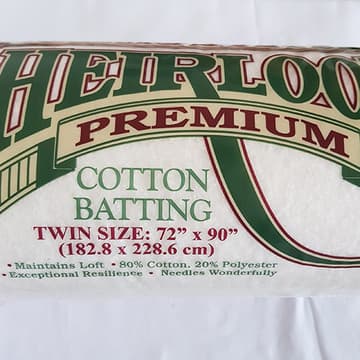 HEIRLOO
PREMIUM
COTTON
BATTING
TWIN SIZE: 72” x 90”
(182.8 x 228.6 cm)
• Maintains Loft • 80% Cotton, 20% Polyester
• Exceptional Resilience • Needles Wonderfully